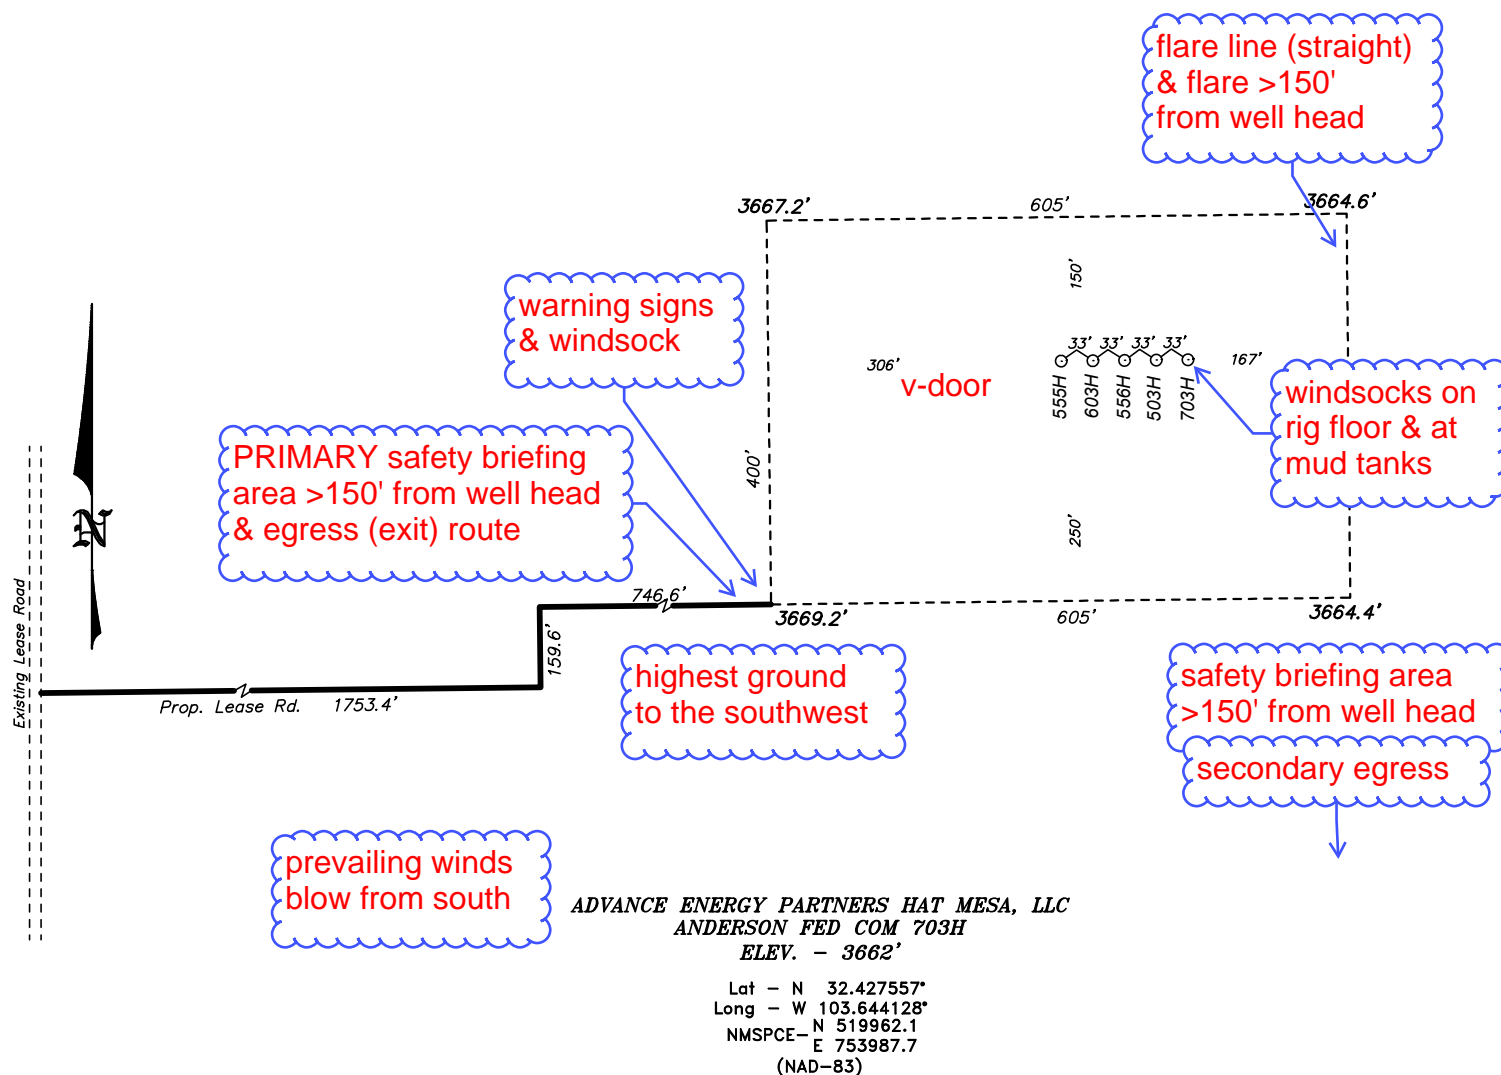 flare line (straight)
& flare >150'
from well head
3667.2'
605'
3664.6'
150'
warning signs
& windsock
33' 33' 33' 33'
306'
v-door
167'
555H
603H
556H
503H
703H
windsocks on
rig floor & at
mud tanks
PRIMARY safety briefing
area >150' from well head
& egress (exit) route
400'
N
250'
746.6'
3669.2'
605'
3664.4'
159.6'
Existing Lease Road
Prop. Lease Rd. 1753.4'
highest ground
to the southwest
safety briefing area
>150' from well head
secondary egress
prevailing winds
blow from south
ADVANCE ENERGY PARTNERS HAT MESA, LLC
ANDERSON FED COM 703H
ELEV. - 3662'
Lat - N 32.427557°
Long - W 103.644128°
NMSPCE- N 519962.1
E 753987.7
(NAD-83)